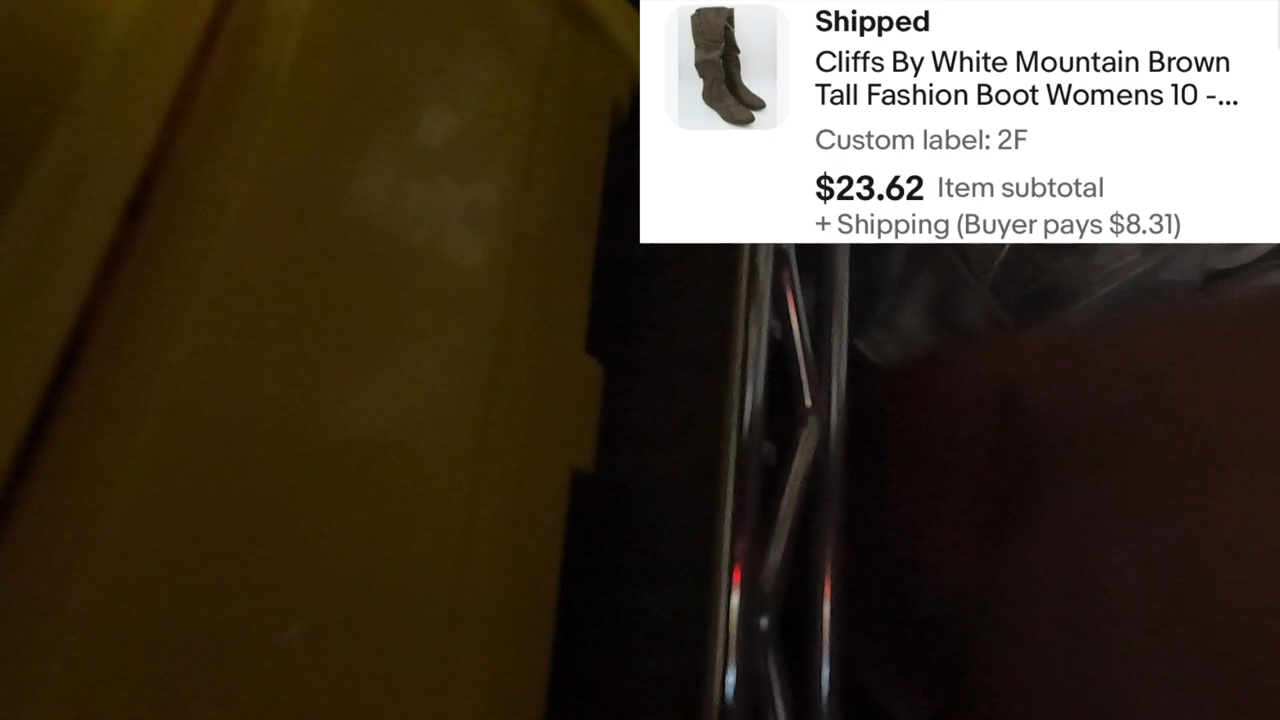 Shipped
Cliffs By White Mountain Brown
Tall Fashion Boot Womens 10 -...
Custom label: 2F
$23.62 Item subtotal
+ Shipping (Buyer pays $8.31)